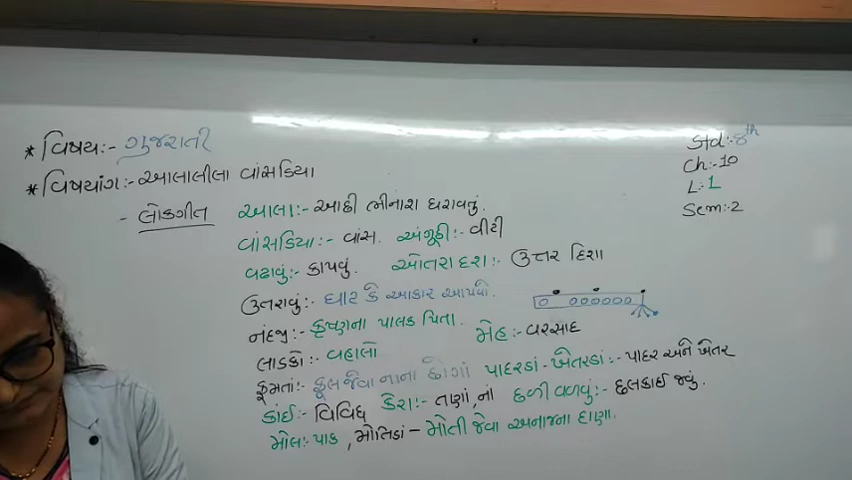 * વિષય:- ગુજરાતી
* વિષયાંગ:- આલાલીલા વાંસડિયા
- લોકગીત
Std:- 8th
Ch:- 10
L:- 1
Sem:-2
આલા:- આછી ભીનાશ ધરાવતું.
વાંસડિયા:- વાંસ. અંગૂઠી:- વીંટી
વઢાવું:- કાપવું. ઓતરા દશ:- ઉત્તર દિશા
ઉતરાવું:- ઘાટ કે આકાર આપવો.
નંદજી:- કૃષ્ણના પાલક પિતા. મેહ:- વરસાદ
લાડકો:- વહાલો
ફૂમતાં:- ફૂલ જેવા નાના છોગાં પાદરડાં-ખેતરડાં:- પાદર અને ખેતર
કાંઈ:- વિવિધ કેરા:- તણાં, નાં છળી વળવું:- છલકાઈ જવું.
મોલ:- પાક, મોતિડાં - મોતી જેવા અનાજના દાણા.